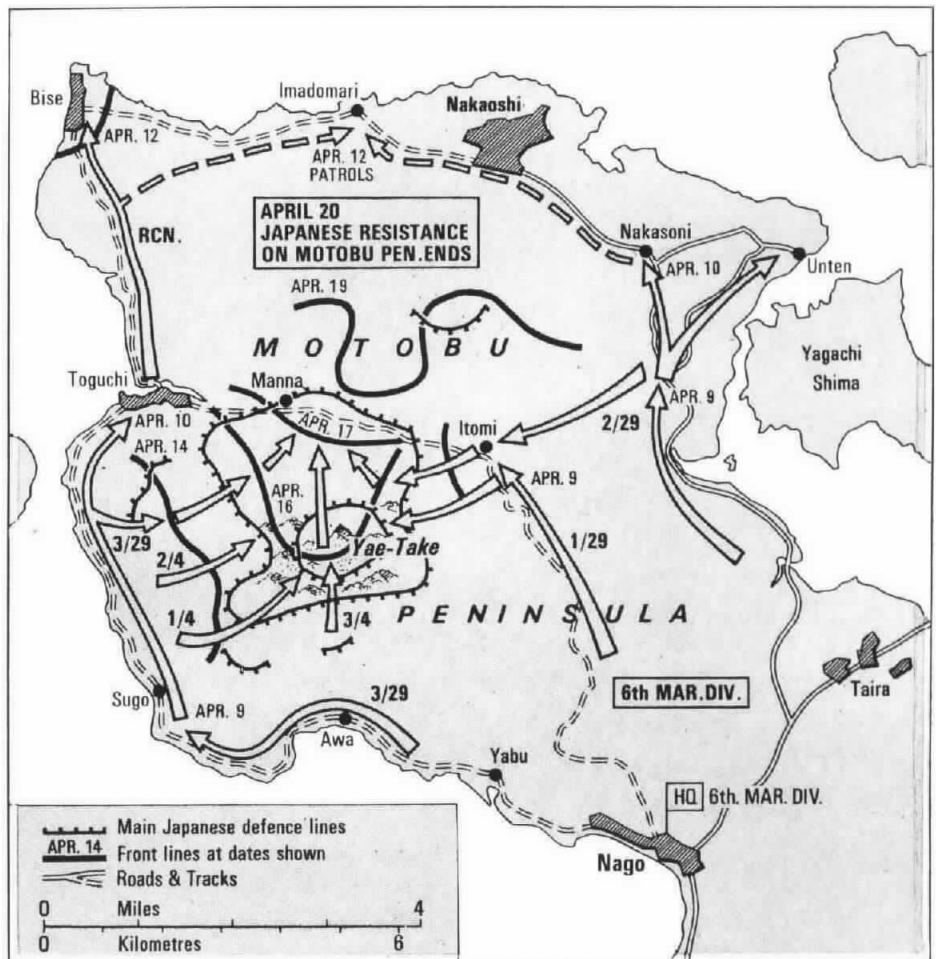 Bise
Imadomari
Nakaoshi
APR. 12
APR. 12
PATROLS
RCN.
APRIL 20
JAPANESE RESISTANCE
ON MOTOBU PEN.ENDS
Nakasoni
APR. 10
Unten
APR. 19
MOTOBU
Yagachi
Shima
Toguchi
Manna
APR. 9
2/29
APR. 10
APR. 17
Itomi
APR. 14
APR. 9
APR.
16
3/29
1/29
Yae-Take
2/4
1/4
3/4
PENINSULA
6th MAR.DIV.
Taira
Sugo
APR. 9
3/29
Awa
Yabu
HQ 6th. MAR. DIV.
Nago
Main Japanese defence lines
APR. 14
Front lines at dates shown
Roads & Tracks
0 Miles 4
0 Kilometres 6